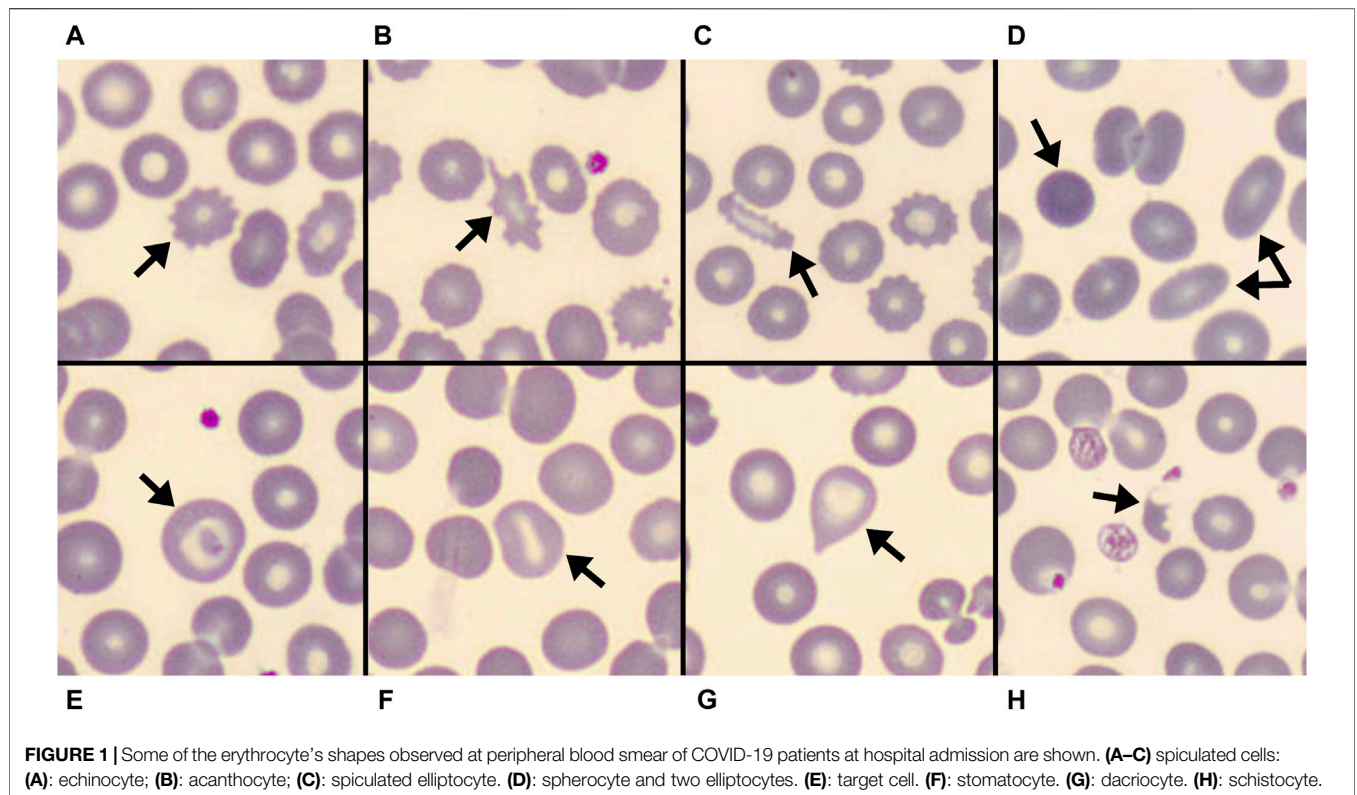 A B C D
E F G H
FIGURE 1 | Some of the erythrocyte's shapes observed at peripheral blood smear of COVID-19 patients at hospital admission are shown. (A–C) spiculated cells:
(A): echinocyte; (B): acanthocyte; (C): spiculated elliptocyte. (D): spherocyte and two elliptocytes. (E): target cell. (F): stomatocyte. (G): dacriocyte. (H): schistocyte.